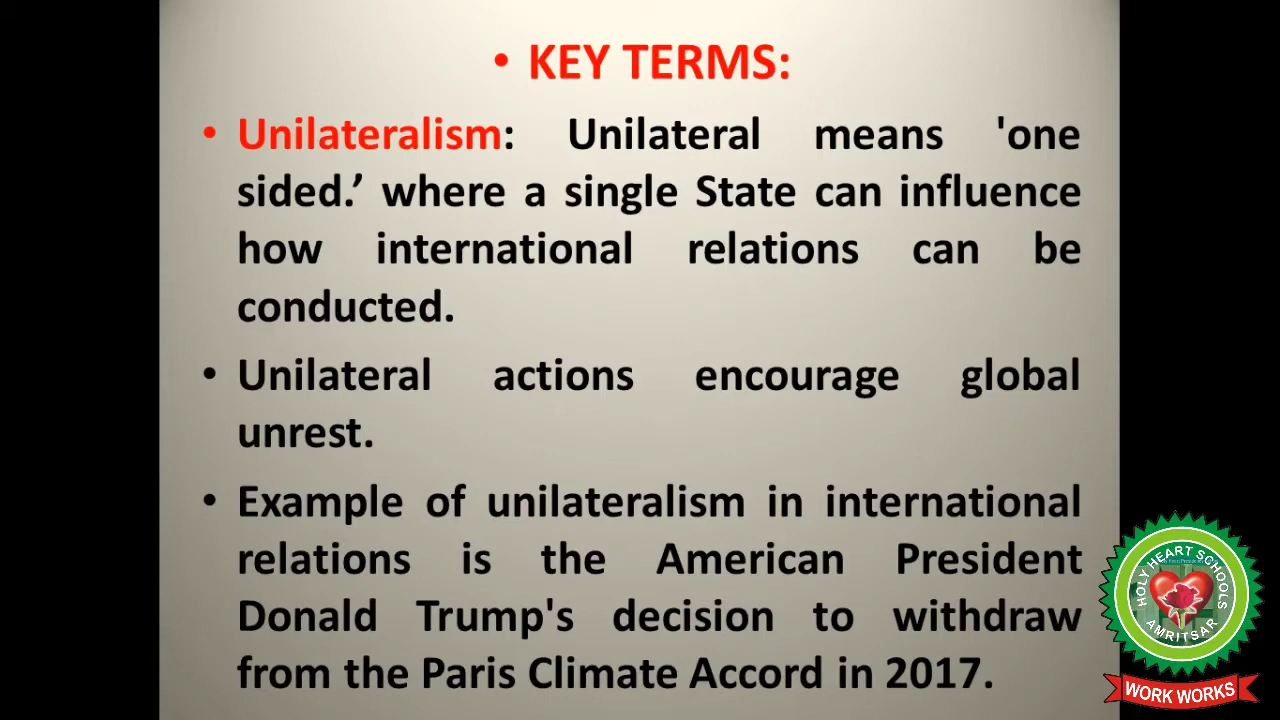 • KEY TERMS:
• Unilateralism: Unilateral means 'one
sided.’ where a single State can influence
how international relations can be
conducted.
• Unilateral actions encourage global
unrest.
• Example of unilateralism in international
relations is the American President
Donald Trump's decision to withdraw
from the Paris Climate Accord in 2017.
HOLY HEART SCHOOLS
AMRITSAR
WORK WORKS